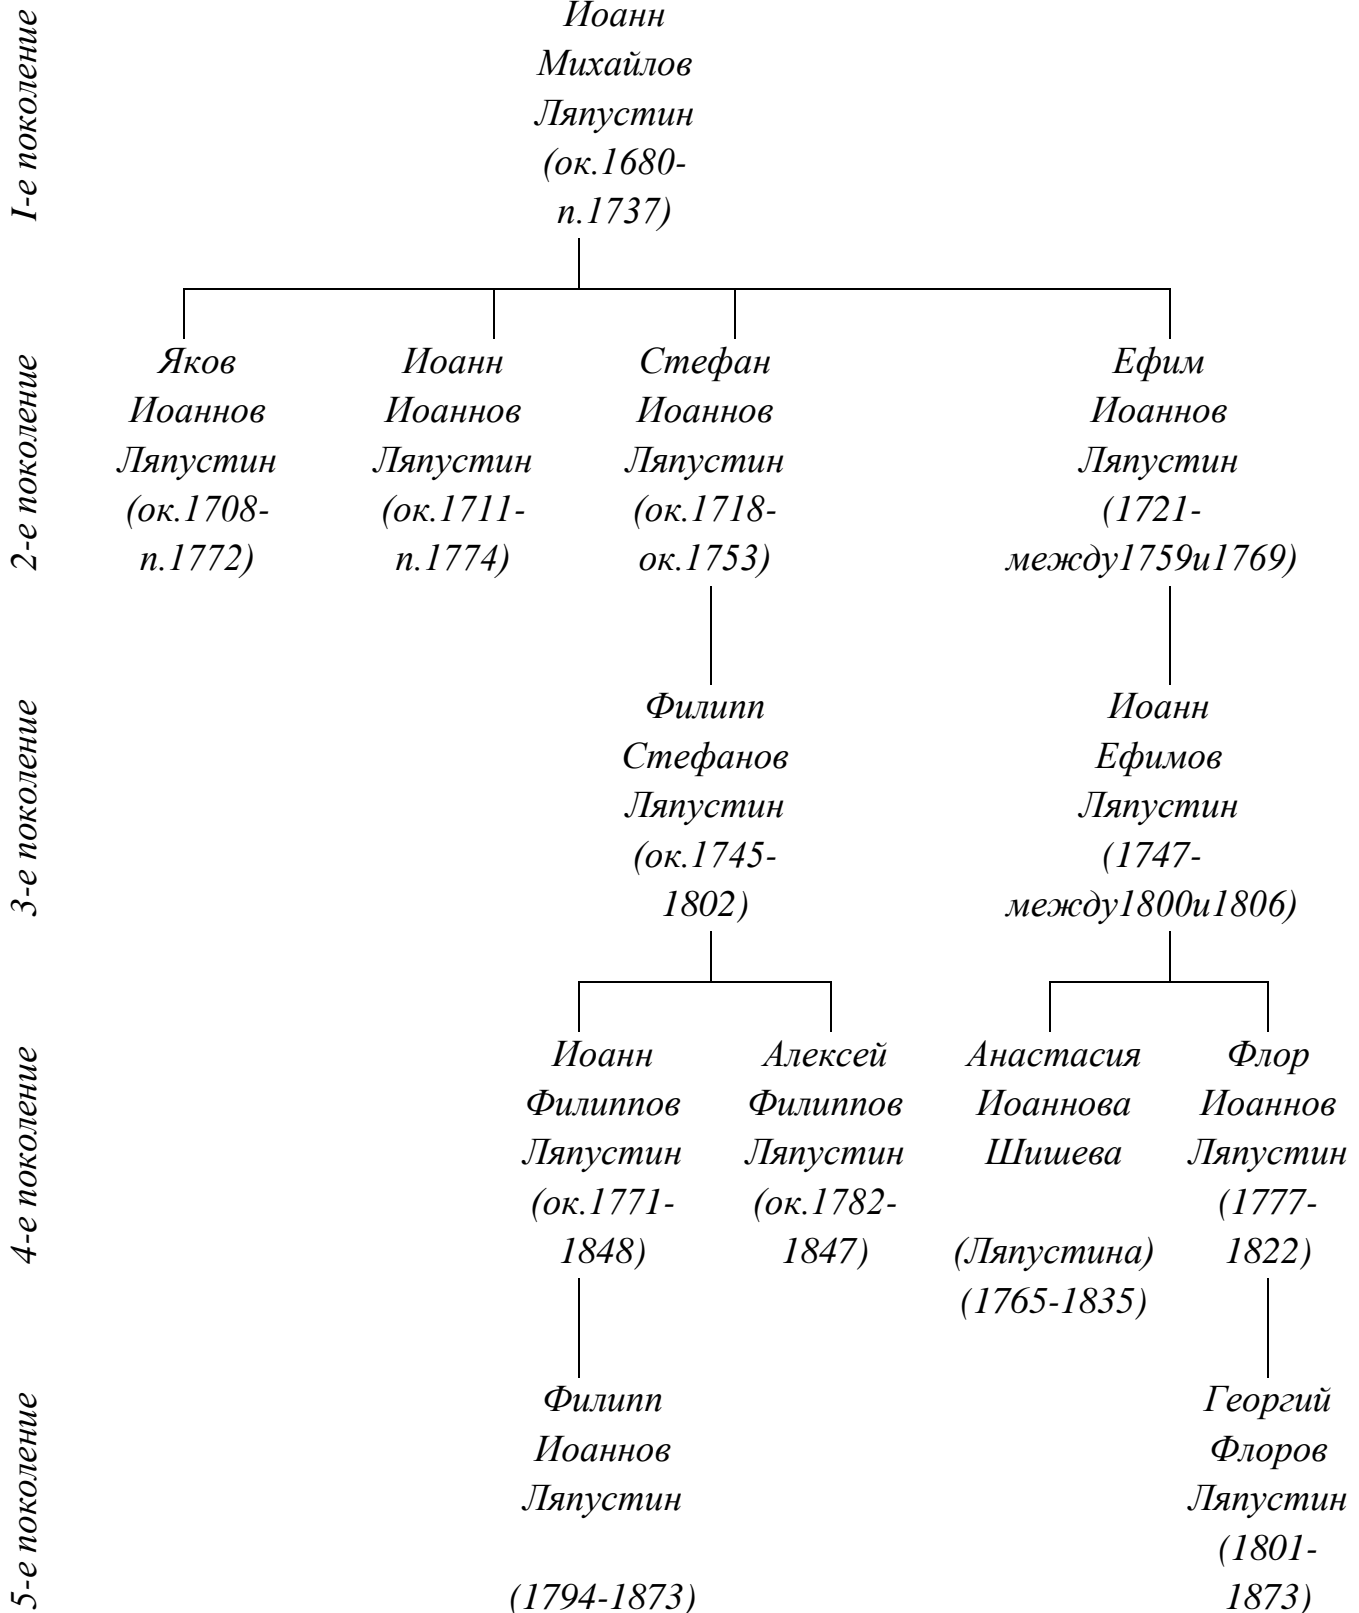 1-е поколение
Иоанн
Михайлов
Ляпустин
(ок.1680-
п.1737)
2-е поколение
Яков
Иоаннов
Ляпустин
(ок.1708-
п.1772)
Иоанн
Иоаннов
Ляпустин
(ок.1711-
п.1774)
Стефан
Иоаннов
Ляпустин
(ок.1718-
ок.1753)
Ефим
Иоаннов
Ляпустин
(1721-
между1759и1769)
3-е поколение
Филипп
Стефанов
Ляпустин
(ок.1745-
1802)
Иоанн
Ефимов
Ляпустин
(1747-
между1800и1806)
4-е поколение
Иоанн
Филиппов
Ляпустин
(ок.1771-
1848)
Алексей
Филиппов
Ляпустин
(ок.1782-
1847)
Анастасия
Иоаннова
Шишева
(Ляпустина)
(1765-1835)
Флор
Иоаннов
Ляпустин
(1777-
1822)
5-е поколение
Филипп
Иоаннов
Ляпустин
(1794-1873)
Георгий
Флоров
Ляпустин
(1801-
1873)